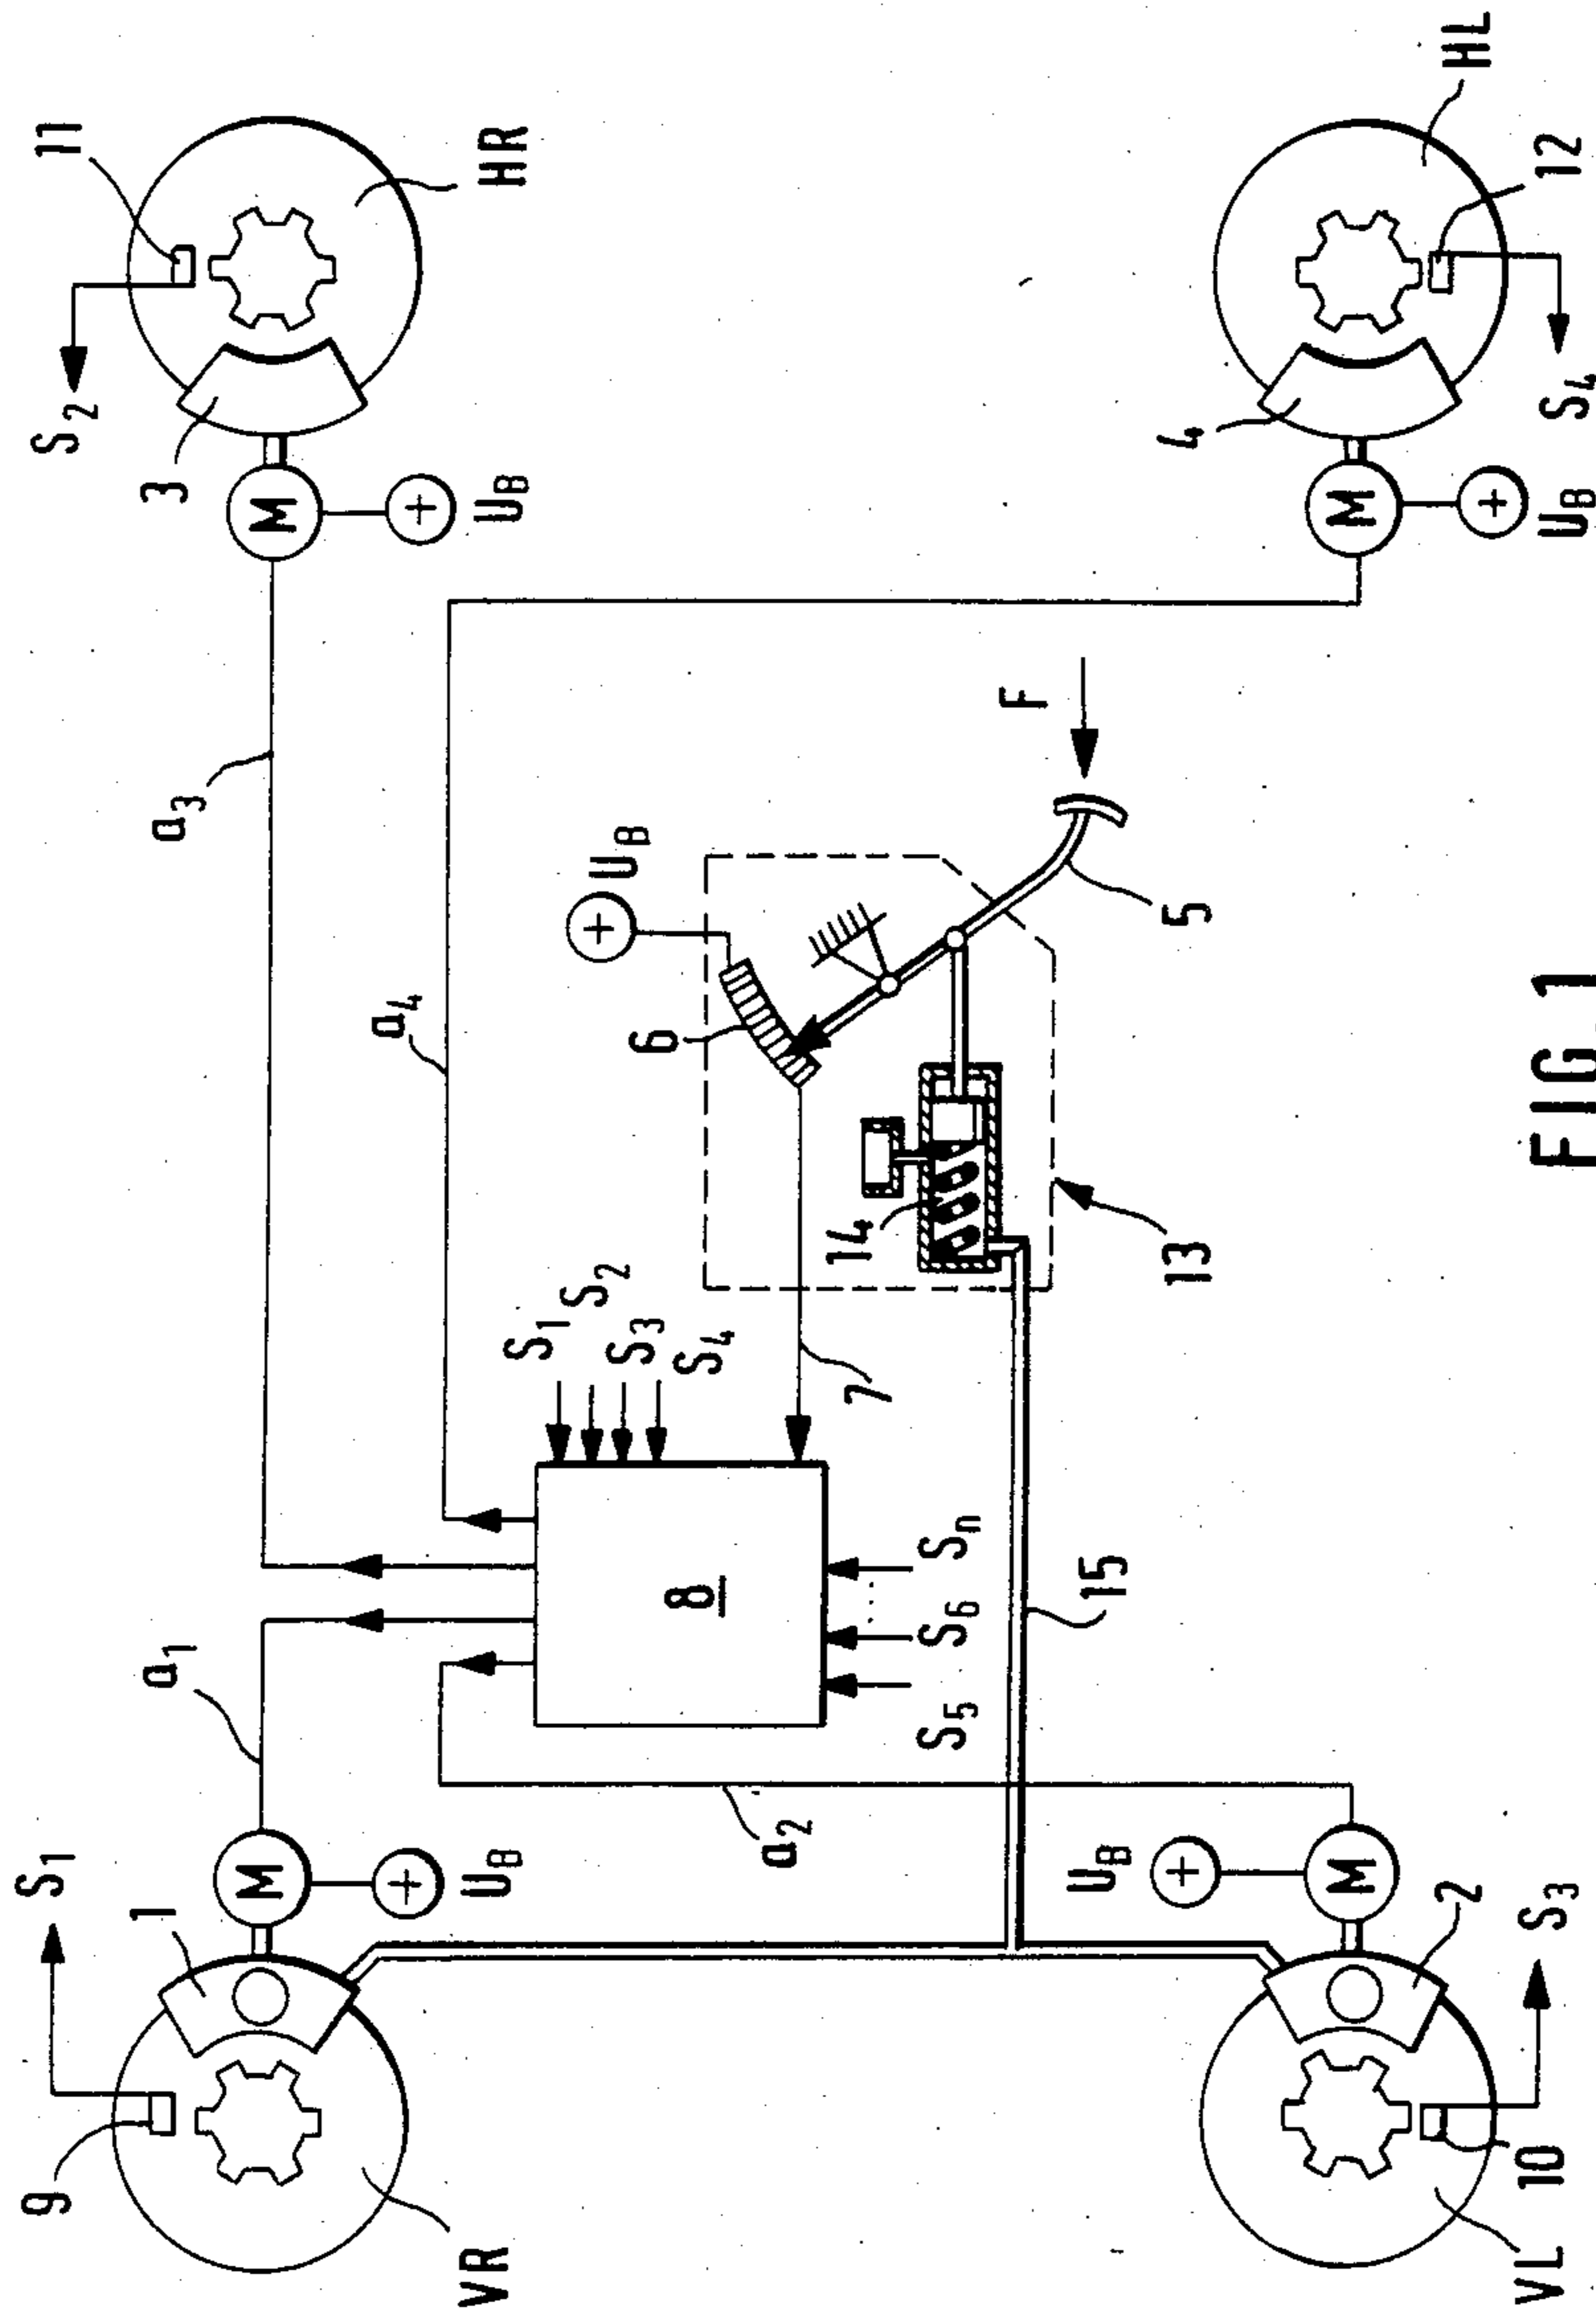 S1
9
1
VR
M
UB
a1
a3
S2
11
3
HR
M
UB
a4
8
S1
S2
S3
S4
S5
S6
...
Sn
7
6
UB
14
13
5
F
15
a2
UB
M
2
S3
10
VL
M
UB
4
S4
12
HL
FIG.1